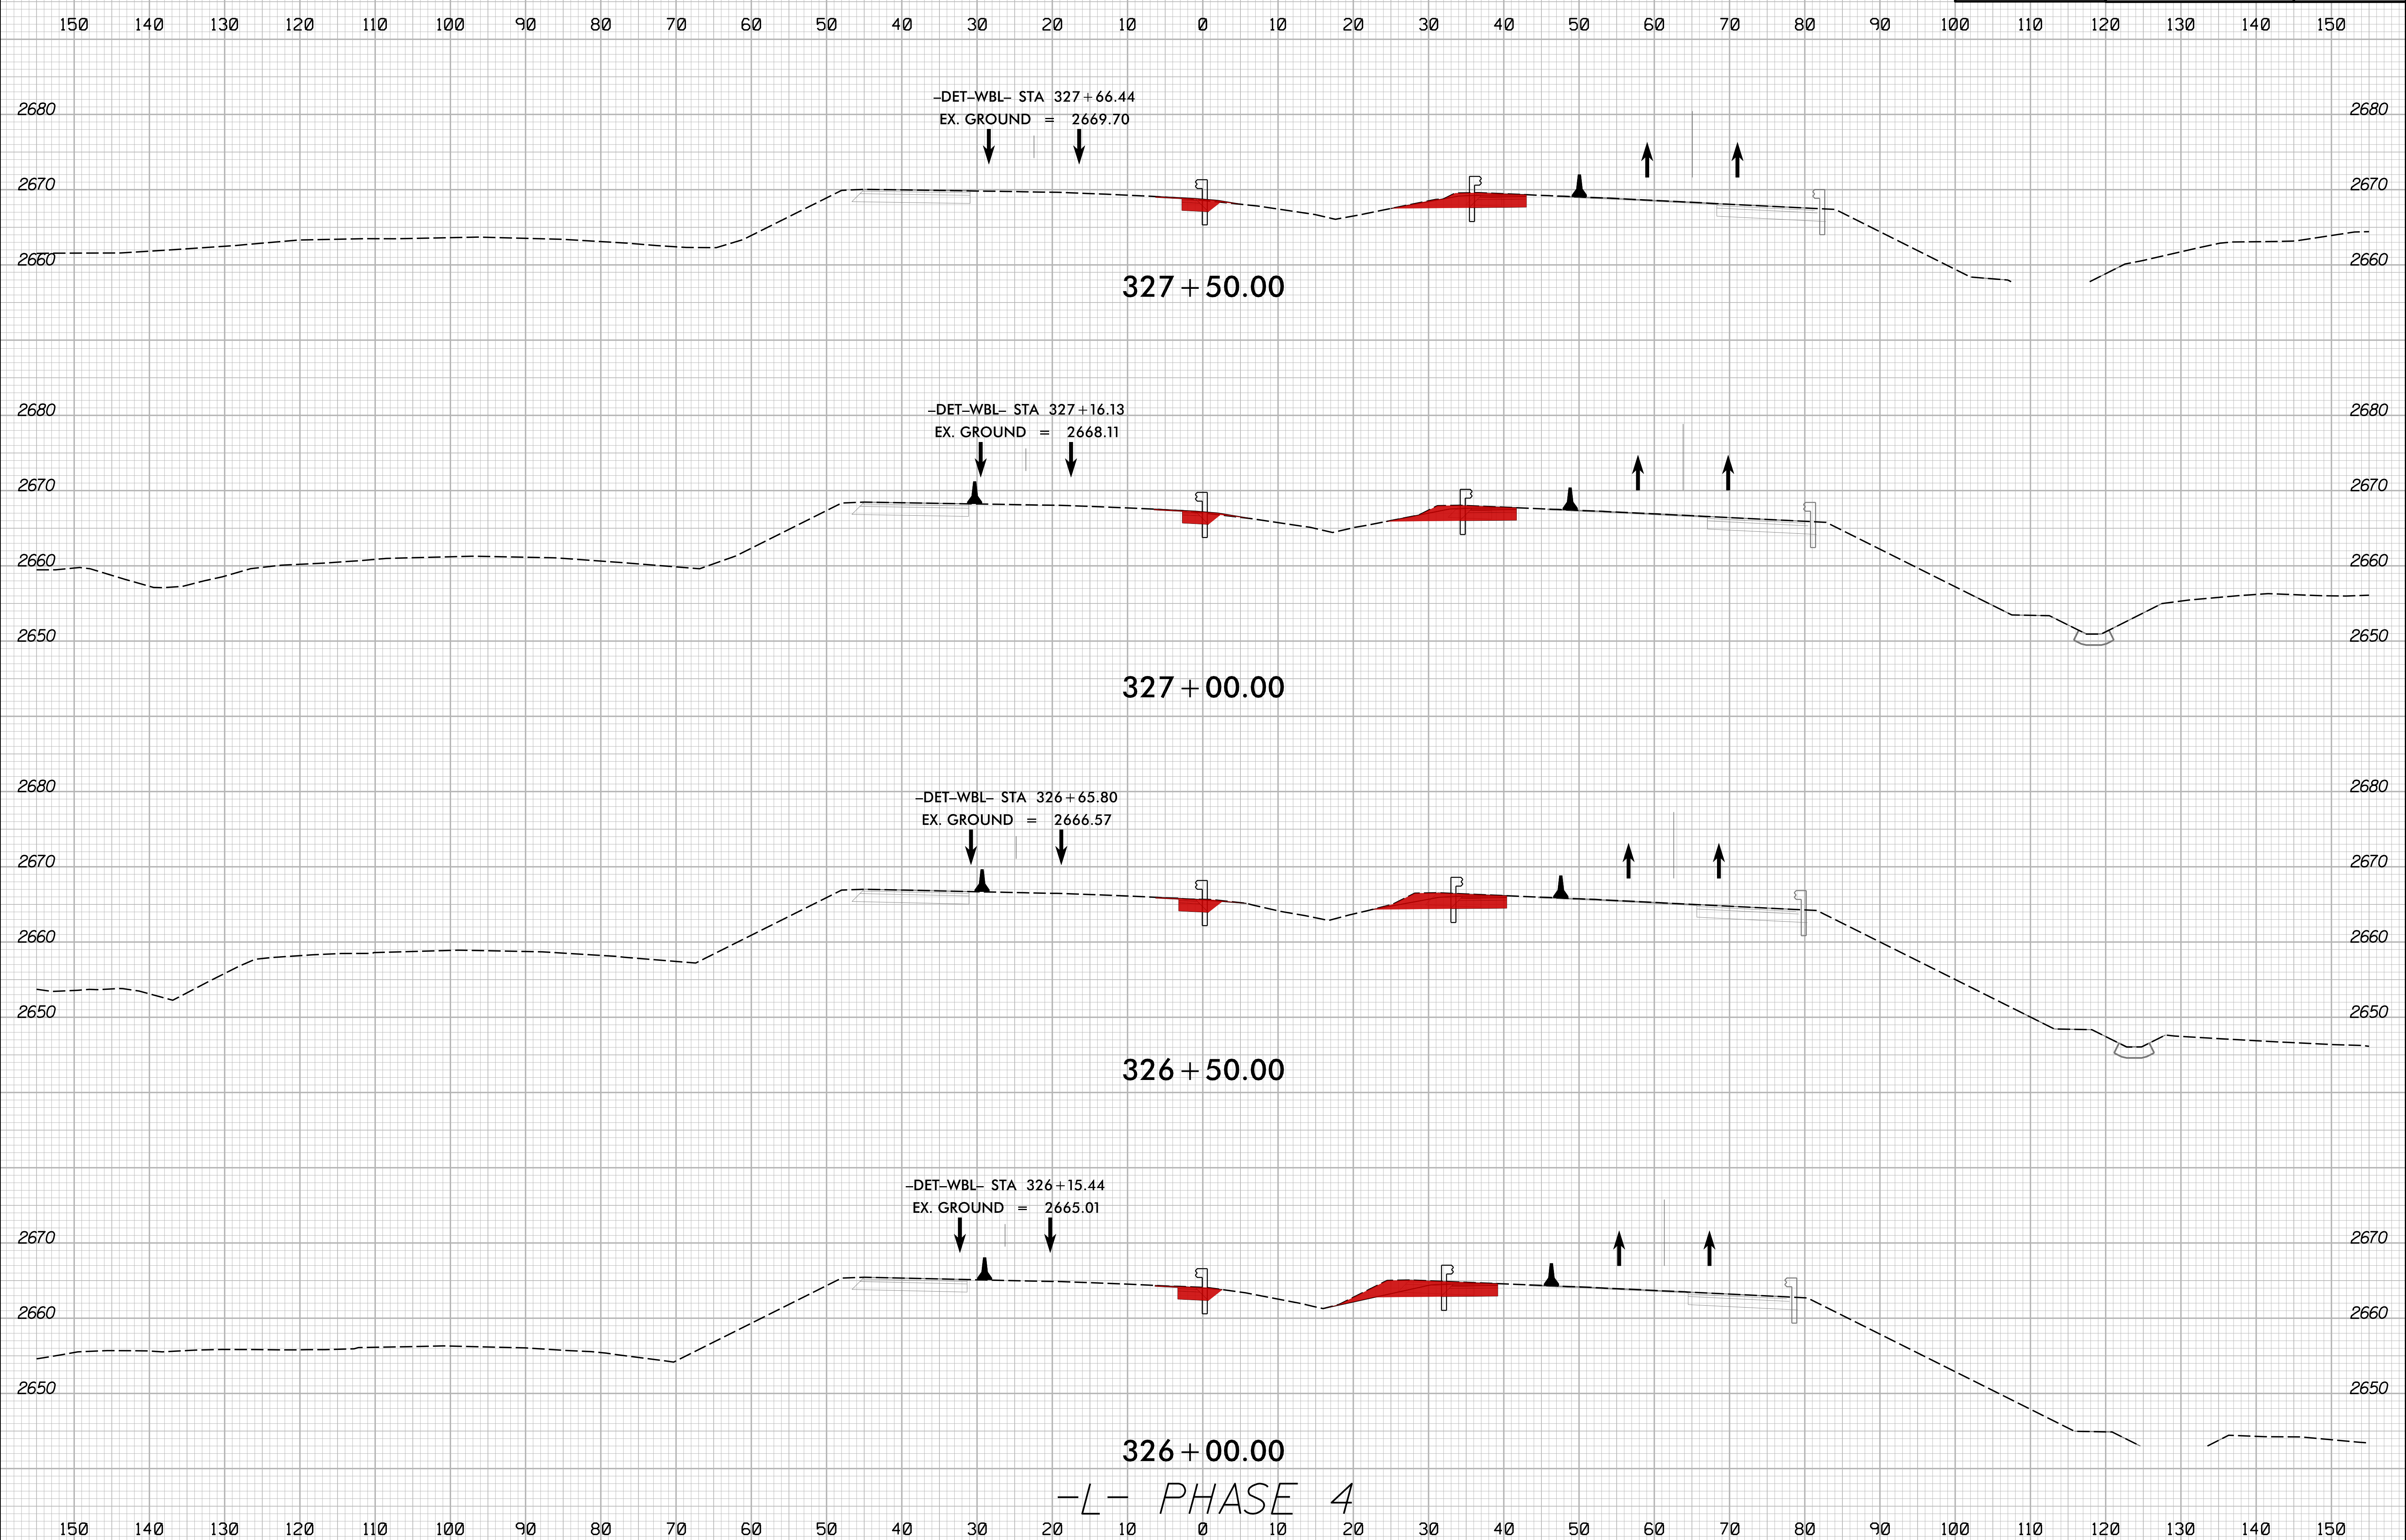 150 140 130 120 110 100 90 80 70 60 50 40 30 20 10 0 10 20 30 40 50 60 70 80 90 100 110 120 130 140 150
–DET–WBL– STA 327+66.44
2680 2680
EX. GROUND = 2669.70
2670 2670
2660 2660
327+50.00
–DET–WBL– STA 327+16.13
2680 2680
EX. GROUND = 2668.11
2670 2670
2660 2660
2650 2650
327+00.00
2680 2680
–DET–WBL– STA 326+65.80
EX. GROUND = 2666.57
2670 2670
2660 2660
2650 2650
326+50.00
–DET–WBL– STA 326+15.44
EX. GROUND = 2665.01
2670 2670
2660 2660
2650 2650
326+00.00
-L- PHASE 4
150 140 130 120 110 100 90 80 70 60 50 40 30 20 10 0 10 20 30 40 50 60 70 80 90 100 110 120 130 140 150